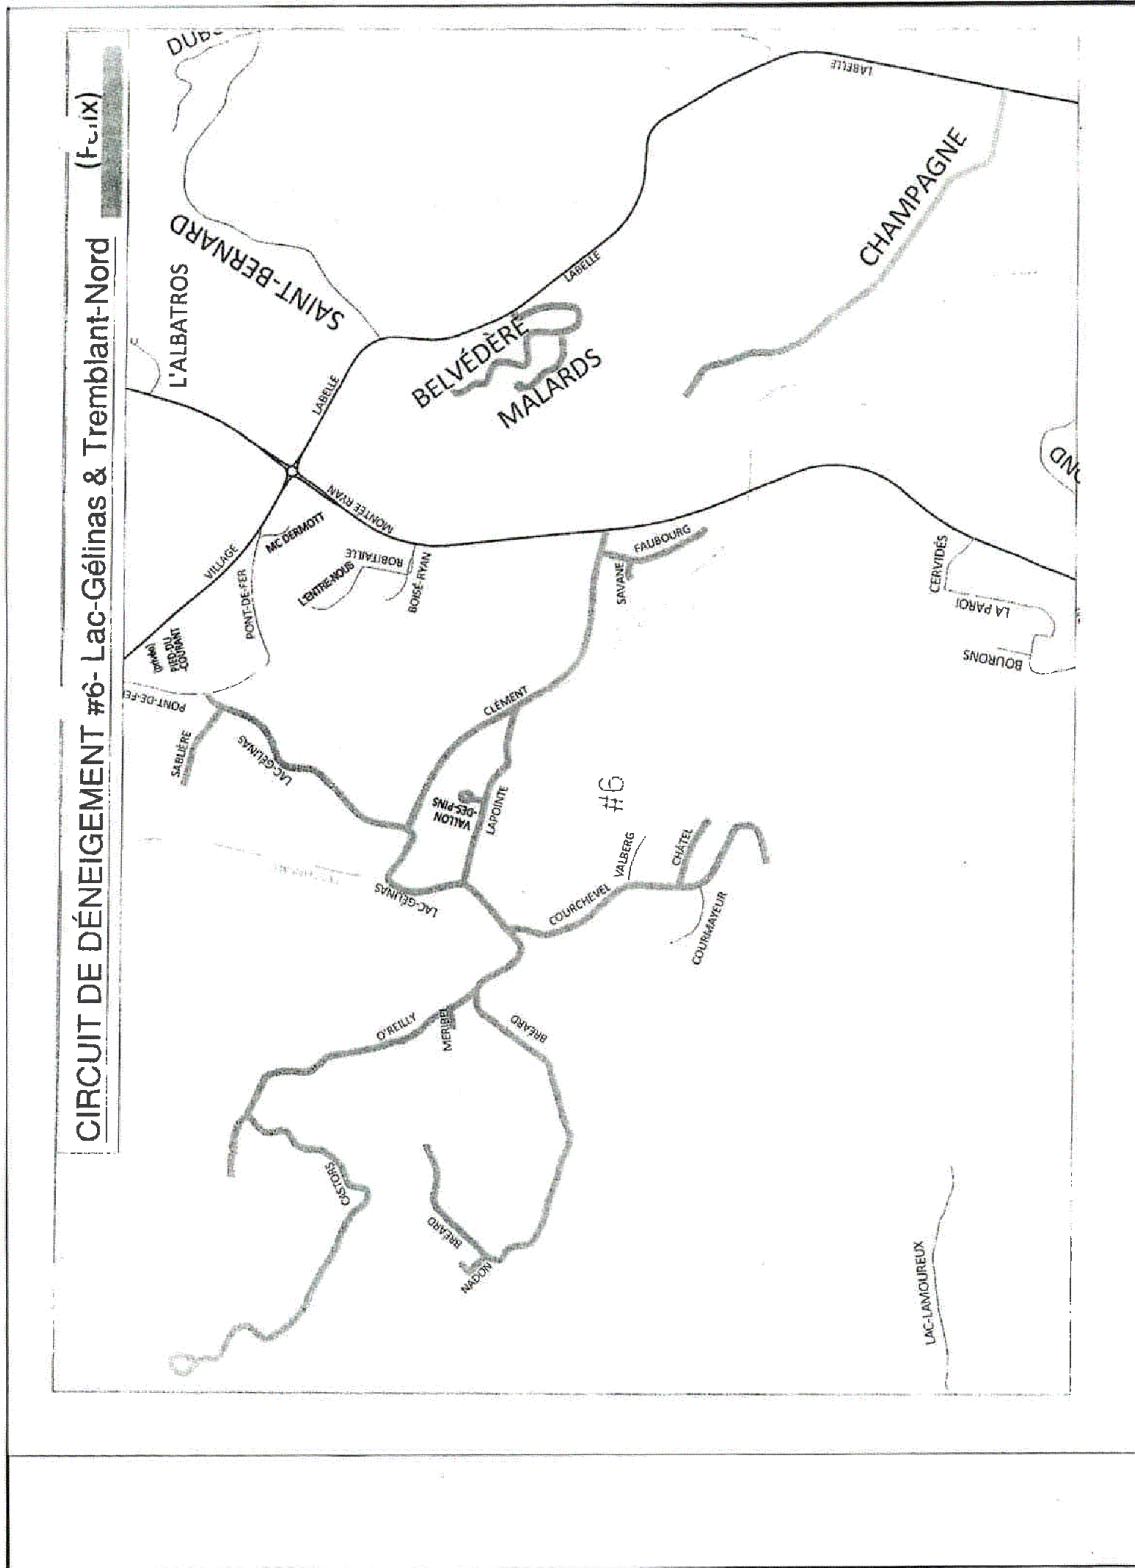 CIRCUIT DE DÉNEIGEMENT #6- Lac-Gélinas & Tremblant-Nord
L'ALBATROS
SAINT-BERNARD
LABELLE
LABELLE
LABELLE
CHAMPAGNE
BELVÉDÈRE
MALARDS
MONTÉE RYAN
VILLAGE
MC DERMOTT
PONT-DE-FER
L'ENTRE-NOUS
ROBITAILLE
BOISÉ-RYAN
(privée)
PIED-DU
-COURANT
FAUBOURG
SAVANE
CERVIDÉS
LA PAROI
BOURONS
SABLIÈRE
LAC-GÉLINAS
CLÉMENT
VALLON
-DES-PINS
LAPOINTE
#6
LAC-GÉLINAS
COURCHEVEL
VALBERG
CHÂTEL
COURMAYEUR
O'REILLY
MERIBEL
BRÉARD
CASTORS
BRÉARD
NADON
LAC-LAMOUREUX